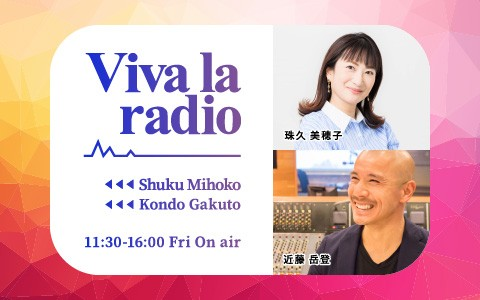 Viva la
radio
Shuku Mihoko
Kondo Gakuto
11:30-16:00 Fri On air
珠久 美穂子
近藤 岳登